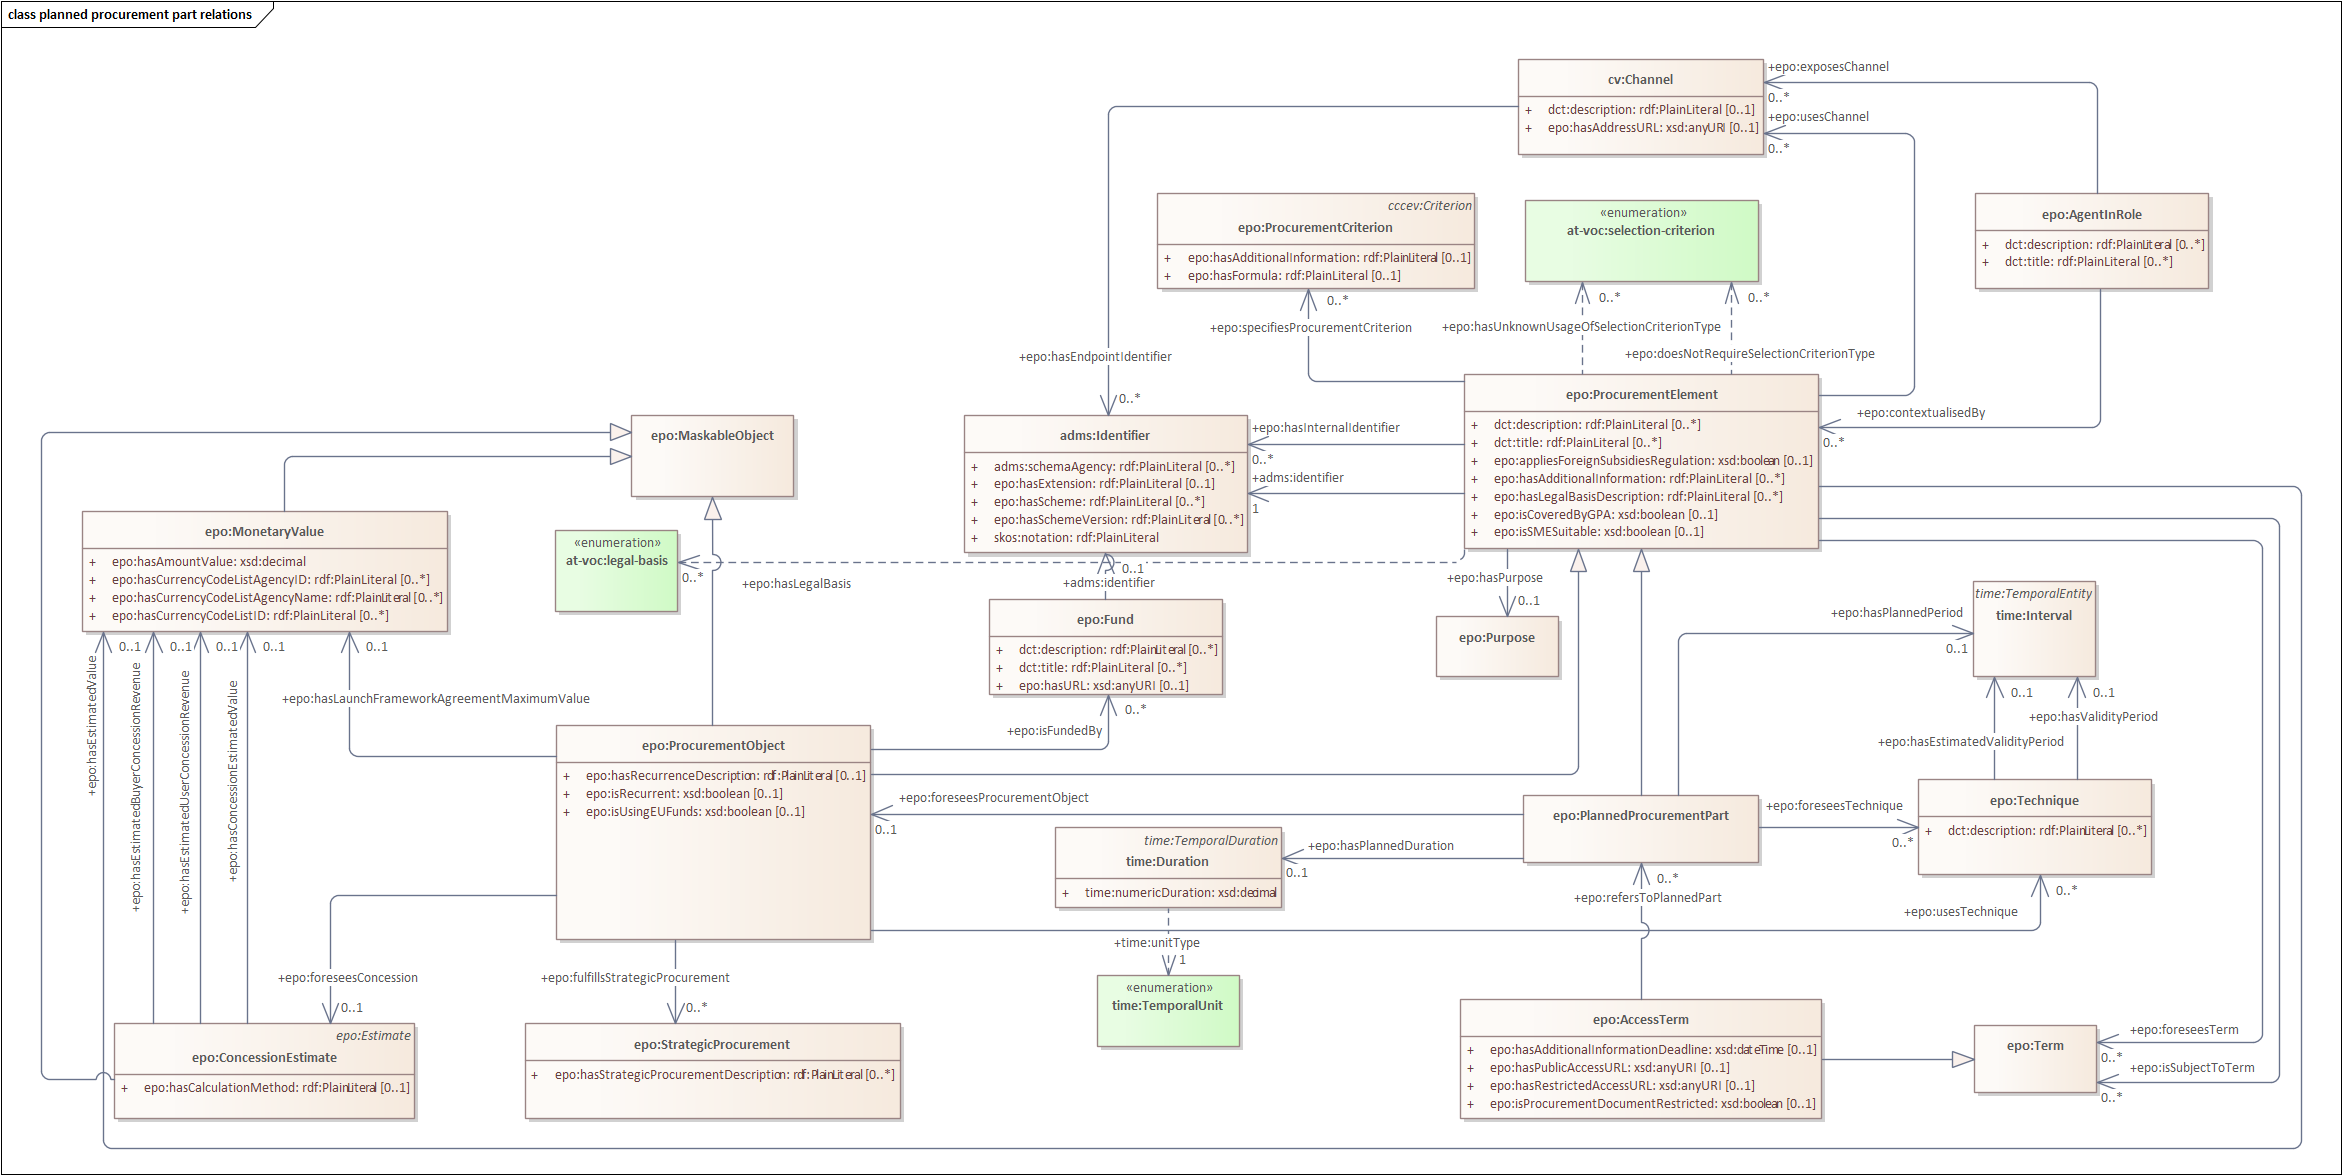 class planned procurement part relations
cv:Channel
+ dct:description: rdf:PlainLiteral [0..1]
+ epo:hasAddressURL: xsd:anyURI [0..1]
+epo:exposesChannel
0..*
+epo:usesChannel
0..*
cccev:Criterion
epo:ProcurementCriterion
+ epo:hasAdditionalInformation: rdf:PlainLiteral [0..1]
+ epo:hasFormula: rdf:PlainLiteral [0..1]
«enumeration»
at-voc:selection-criterion
epo:AgentInRole
+ dct:description: rdf:PlainLiteral [0..*]
+ dct:title: rdf:PlainLiteral [0..*]
0..*
0..*
0..*
+epo:specifiesProcurementCriterion
+epo:hasUnknownUsageOfSelectionCriterionType
+epo:doesNotRequireSelectionCriterionType
+epo:hasEndpointIdentifier
0..*
epo:ProcurementElement
+ dct:description: rdf:PlainLiteral [0..*]
+ dct:title: rdf:PlainLiteral [0..*]
+ epo:appliesForeignSubsidiesRegulation: xsd:boolean [0..1]
+ epo:hasAdditionalInformation: rdf:PlainLiteral [0..*]
+ epo:hasLegalBasisDescription: rdf:PlainLiteral [0..*]
+ epo:isCoveredByGPA: xsd:boolean [0..1]
+ epo:isSMESuitable: xsd:boolean [0..1]
+epo:contextualisedBy
0..*
epo:MaskableObject
adms:Identifier
+ adms:schemaAgency: rdf:PlainLiteral [0..*]
+ epo:hasExtension: rdf:PlainLiteral [0..1]
+ epo:hasScheme: rdf:PlainLiteral [0..*]
+ epo:hasSchemeVersion: rdf:PlainLiteral [0..*]
+ skos:notation: rdf:PlainLiteral
+epo:hasInternalIdentifier
0..*
+adms:identifier
1
epo:MonetaryValue
+ epo:hasAmountValue: xsd:decimal
+ epo:hasCurrencyCodeListAgencyID: rdf:PlainLiteral [0..*]
+ epo:hasCurrencyCodeListAgencyName: rdf:PlainLiteral [0..*]
+ epo:hasCurrencyCodeListID: rdf:PlainLiteral [0..*]
«enumeration»
at-voc:legal-basis
0..*
+epo:hasLegalBasis
0..1
+adms:identifier
+epo:hasPurpose
0..1
epo:Purpose
epo:Fund
+ dct:description: rdf:PlainLiteral [0..*]
+ dct:title: rdf:PlainLiteral [0..*]
+ epo:hasURL: xsd:anyURI [0..1]
time:TemporalEntity
time:Interval
+epo:hasPlannedPeriod
0..1
0..1
0..1
0..1
0..1
0..1
+epo:hasEstimatedValue
+epo:hasEstimatedBuyerConcessionRevenue
+epo:hasEstimatedUserConcessionRevenue
+epo:hasConcessionEstimatedValue
+epo:hasLaunchFrameworkAgreementMaximumValue
0..*
+epo:isFundedBy
0..1
0..1
+epo:hasValidityPeriod
+epo:hasEstimatedValidityPeriod
epo:ProcurementObject
+ epo:hasRecurrenceDescription: rdf:PlainLiteral [0..1]
+ epo:isRecurrent: xsd:boolean [0..1]
+ epo:isUsingEUFunds: xsd:boolean [0..1]
+epo:foreseesProcurementObject
0..1
epo:PlannedProcurementPart
+epo:foreseesTechnique
0..*
epo:Technique
+ dct:description: rdf:PlainLiteral [0..*]
time:TemporalDuration
time:Duration
+ time:numericDuration: xsd:decimal
+epo:hasPlannedDuration
0..1
0..*
+epo:refersToPlannedPart
0..*
+epo:usesTechnique
+time:unitType
1
«enumeration»
time:TemporalUnit
+epo:foreseesConcession
0..1
+epo:fulfillsStrategicProcurement
0..*
epo:Estimate
epo:ConcessionEstimate
+ epo:hasCalculationMethod: rdf:PlainLiteral [0..1]
epo:StrategicProcurement
+ epo:hasStrategicProcurementDescription: rdf:PlainLiteral [0..*]
epo:AccessTerm
+ epo:hasAdditionalInformationDeadline: xsd:dateTime [0..1]
+ epo:hasPublicAccessURL: xsd:anyURI [0..1]
+ epo:hasRestrictedAccessURL: xsd:anyURI [0..1]
+ epo:isProcurementDocumentRestricted: xsd:boolean [0..1]
epo:Term
+epo:foreseesTerm
0..*
+epo:isSubjectToTerm
0..*